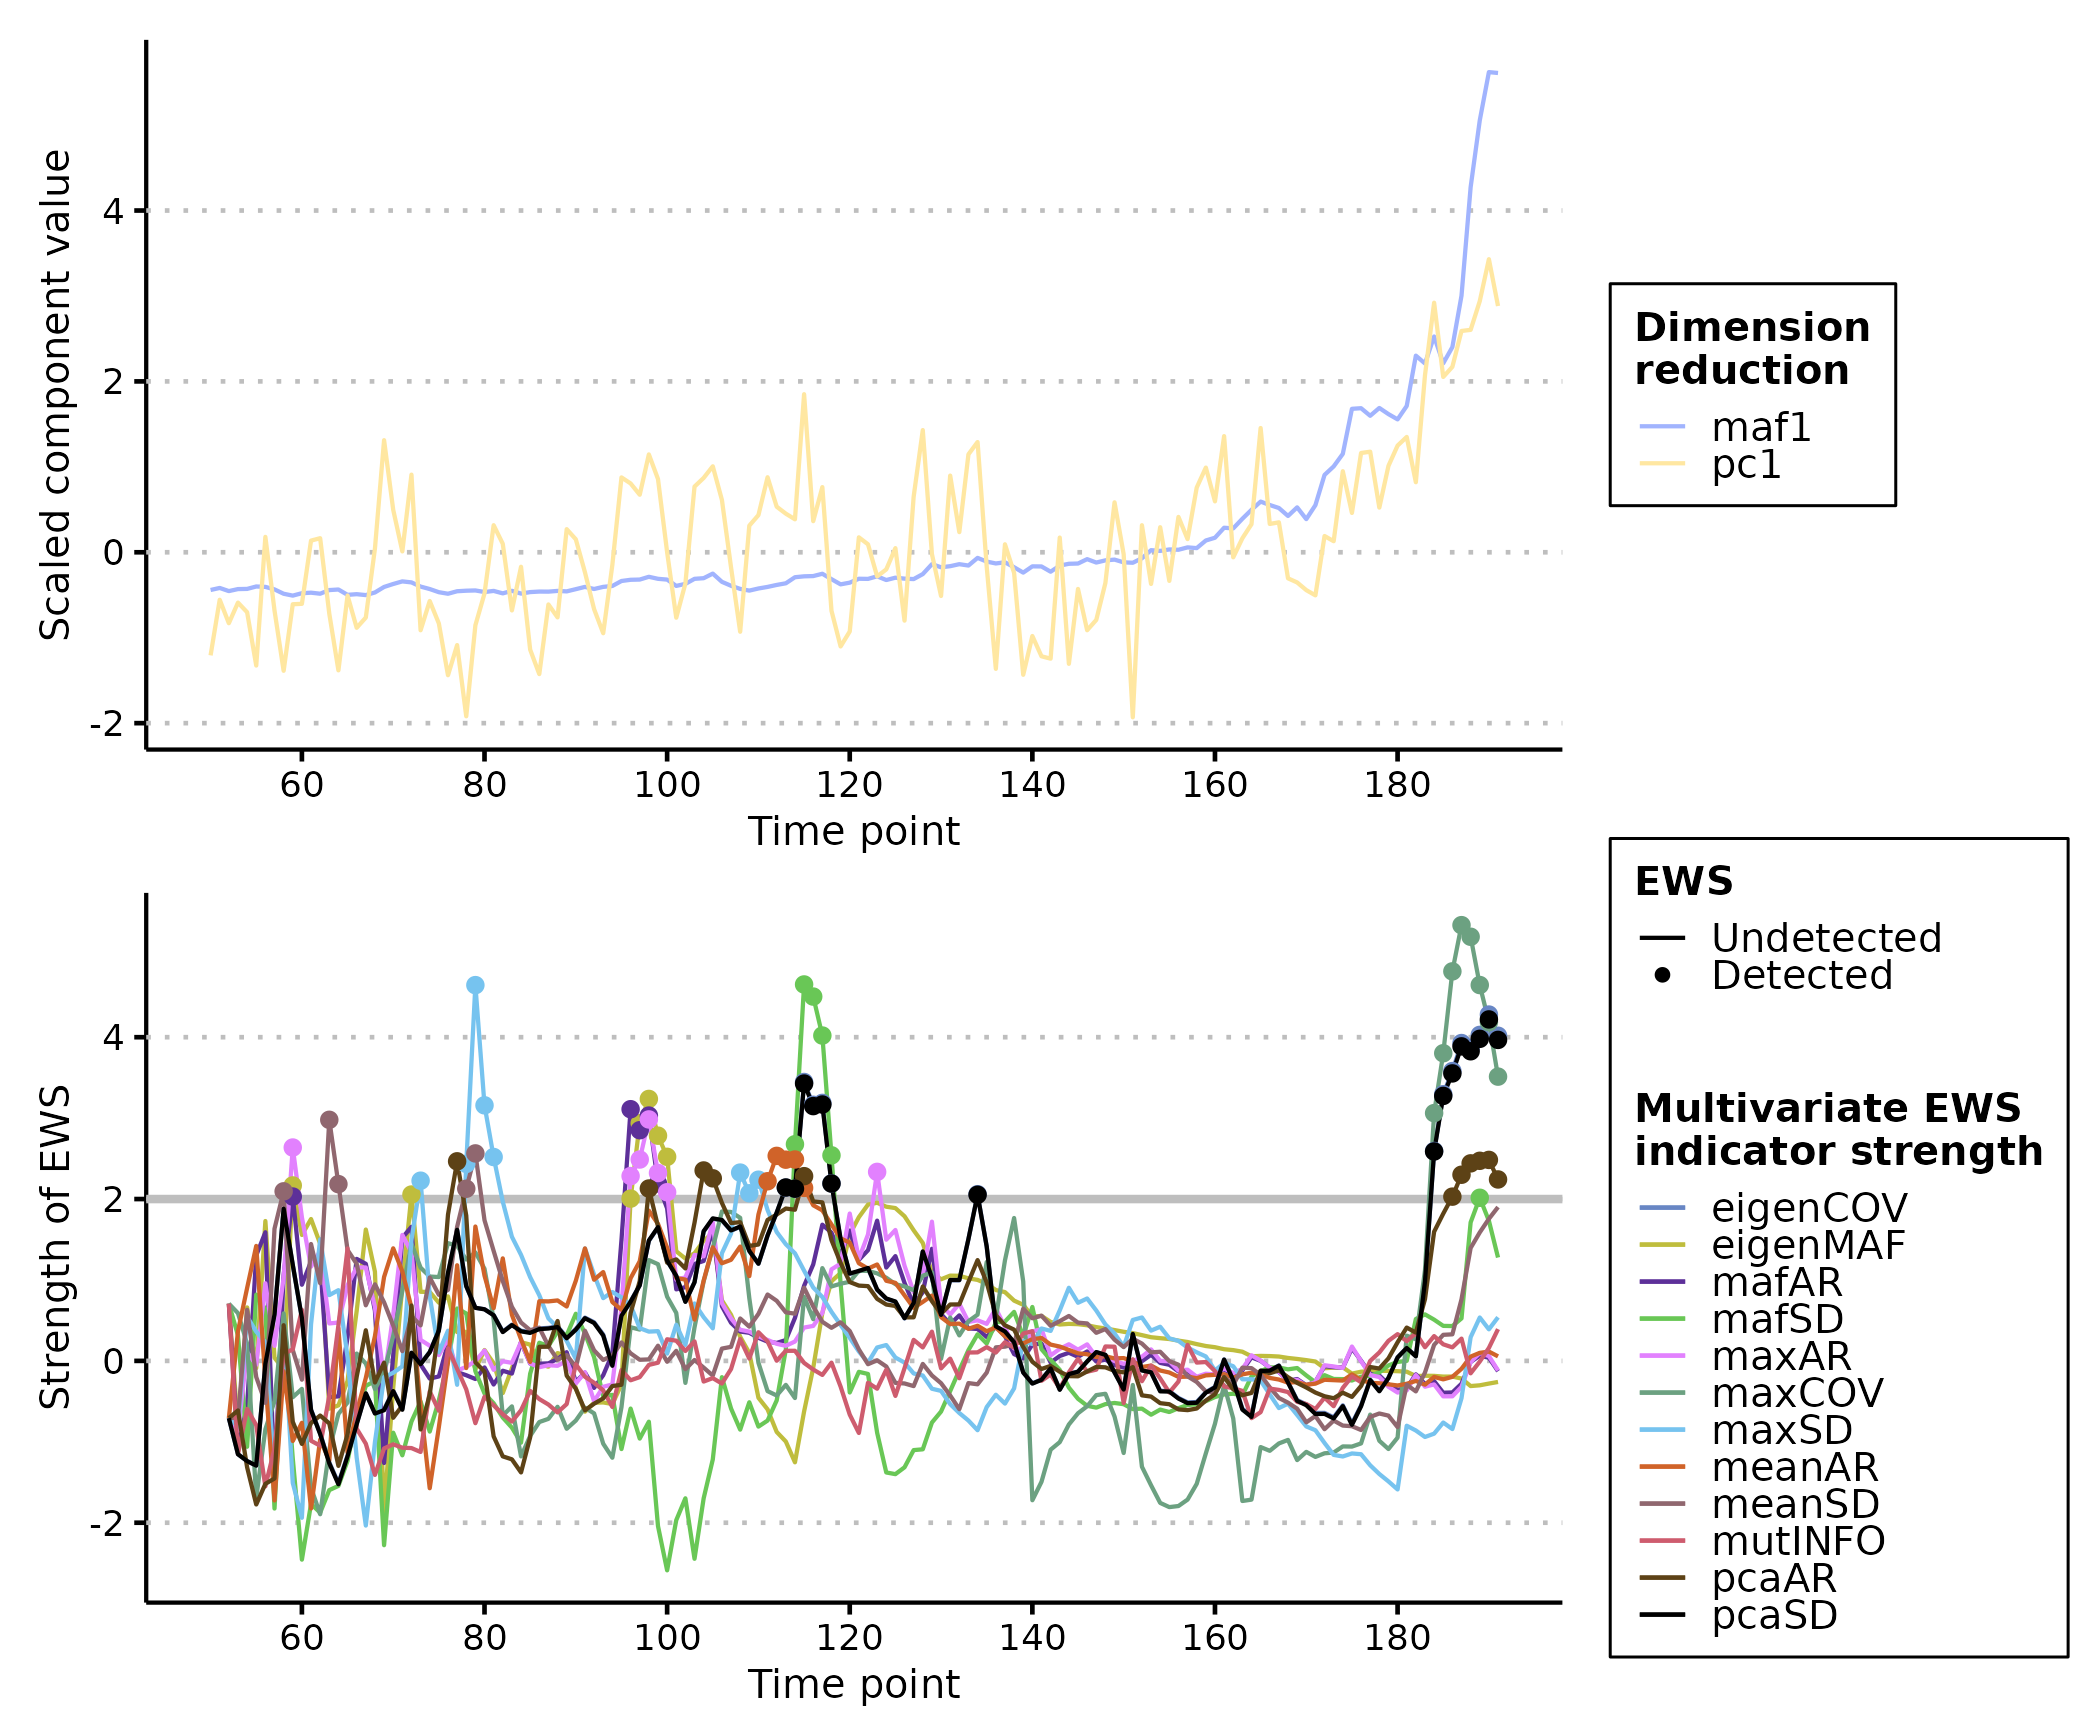 Scaled component value
4
2
0
-2
60 80 100 120 140 160 180
Time point
Dimension
reduction
maf1
pc1
Strength of EWS
4
2
0
-2
60 80 100 120 140 160 180
Time point
EWS
Undetected
Detected
Multivariate EWS
indicator strength
eigenCOV
eigenMAF
mafAR
mafSD
maxAR
maxCOV
maxSD
meanAR
meanSD
mutINFO
pcaAR
pcaSD